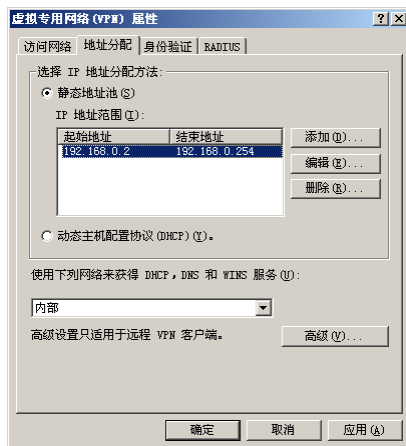 虚拟专用网络(VPN) 属性
访问网络 地址分配 身份验证 RADIUS
选择 IP 地址分配方法:
静态地址池(S)
IP 地址范围(I):
起始地址 结束地址 添加(D)...
192.168.0.2 192.168.0.254
编辑(E)...
删除(R)...
动态主机配置协议(DHCP)(Y)。
使用下列网络来获得 DHCP，DNS 和 WINS 服务(U):
内部
高级设置只适用于远程 VPN 客户端。 高级(V)...
确定 取消 应用(A)